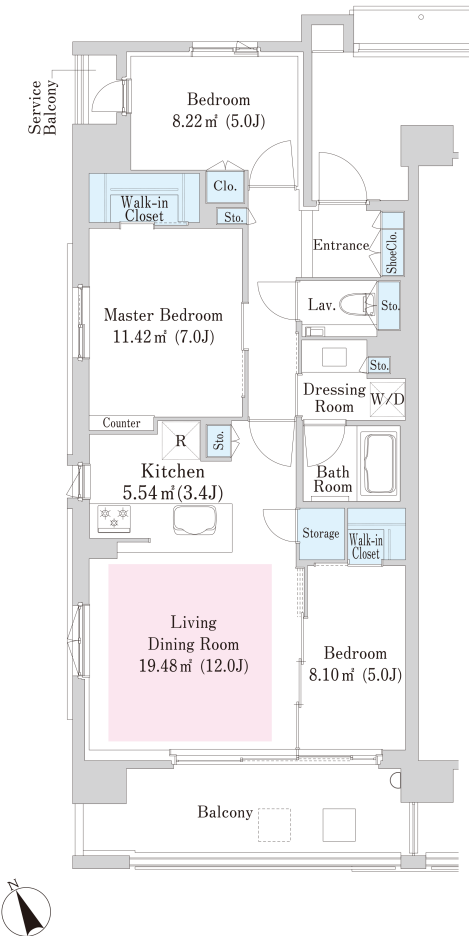 Service
Balcony
Bedroom
8.22㎡ (5.0J)
Clo.
Walk-in
Closet
Sto.
Entrance
ShoeClo.
Master Bedroom
11.42㎡ (7.0J)
Lav.
Sto.
Sto.
Dressing
Room
W/D
Counter
R
Sto.
Kitchen
5.54㎡(3.4J)
Bath
Room
Storage
Walk-in
Closet
Living
Dining Room
19.48㎡ (12.0J)
Bedroom
8.10㎡ (5.0J)
Balcony
N